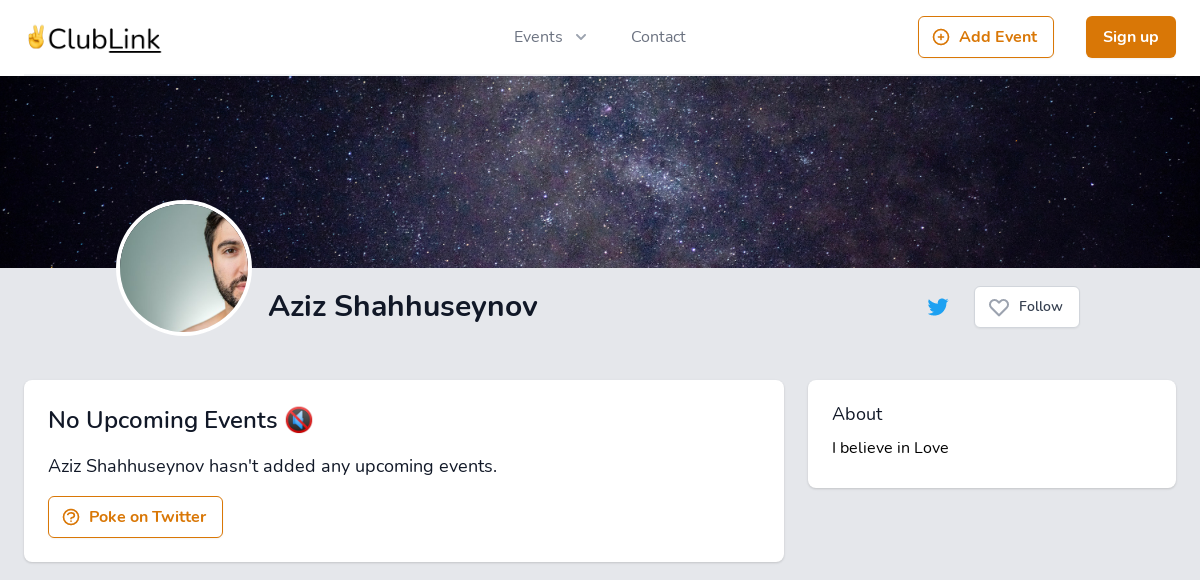 ✌️ClubLink
Events
Contact
Add Event
Sign up
Aziz Shahhuseynov
Follow
No Upcoming Events 🔇
Aziz Shahhuseynov hasn't added any upcoming events.
Poke on Twitter
About
I believe in Love